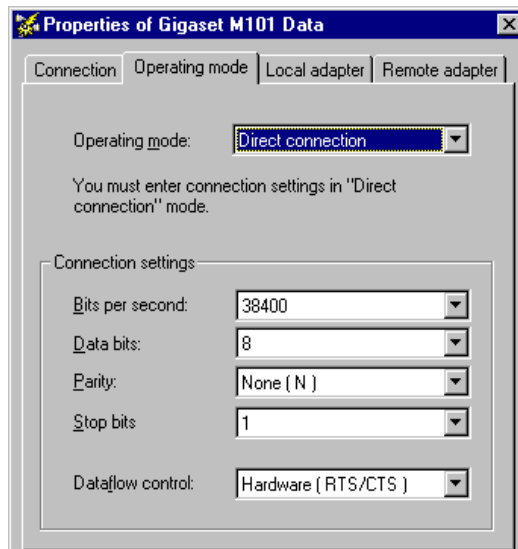 Properties of Gigaset M101 Data
Connection
Operating mode
Local adapter
Remote adapter
Operating mode:
Direct connection
You must enter connection settings in "Direct
connection" mode.
Connection settings
Bits per second:
38400
Data bits:
8
Parity:
None ( N )
Stop bits
1
Dataflow control:
Hardware ( RTS/CTS )